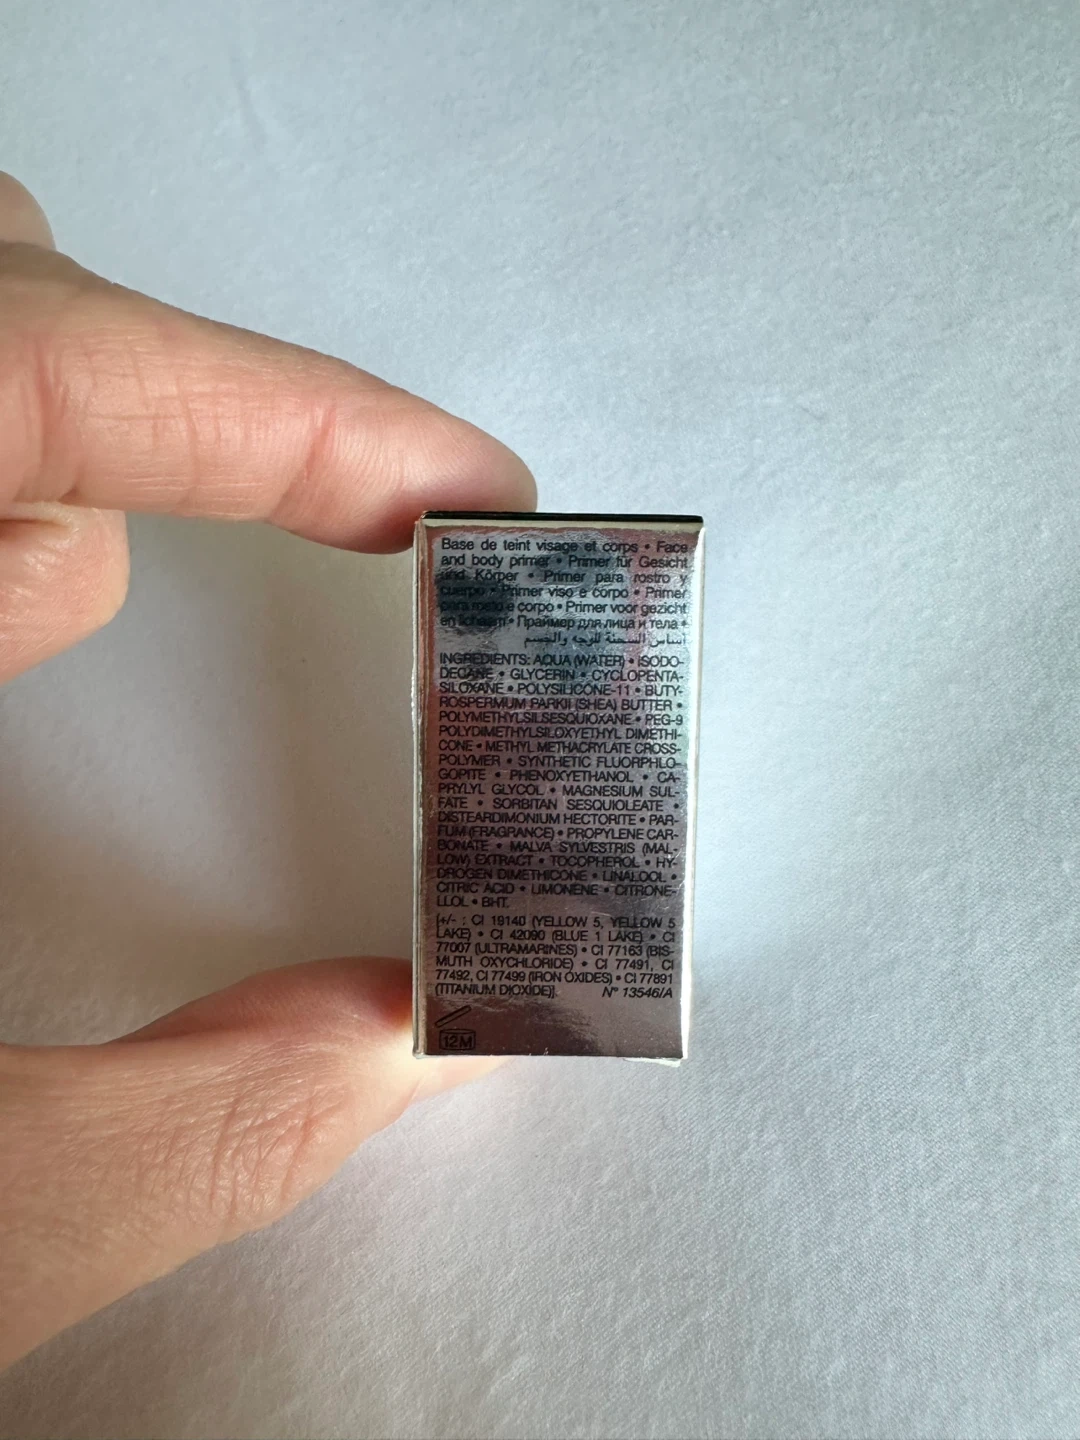 Base de teint visage et corps • Face
and body primer • Primer für Gesicht
und Körper • Primer para rostro y
cuerpo • Primer viso e corpo • Primer
para rosto e corpo • Primer voor gezicht
en lichaam • Праймер для лица и тела •
أساس السحنة للوجه والجسم
INGREDIENTS: AQUA (WATER) • ISODO-
DECANE • GLYCERIN • CYCLOPENTA-
SILOXANE • POLYSILICONE-11 • BUTY-
ROSPERMUM PARKII (SHEA) BUTTER •
POLYMETHYLSILSESQUIOXANE • PEG-9
POLYDIMETHYLSILOXYETHYL DIMETHI-
CONE • METHYL METHACRYLATE CROSS-
POLYMER • SYNTHETIC FLUORPHLO-
GOPITE • PHENOXYETHANOL • CA-
PRYLYL GLYCOL • MAGNESIUM SUL-
FATE • SORBITAN SESQUIOLEATE •
DISTEARDIMONIUM HECTORITE • PAR-
FUM (FRAGRANCE) • PROPYLENE CAR-
BONATE • MALVA SYLVESTRIS (MAL-
LOW) EXTRACT • TOCOPHEROL • HY-
DROGEN DIMETHICONE • LINALOOL •
CITRIC ACID • LIMONENE • CITRONE-
LLOL • BHT.
[+/- : CI 19140 (YELLOW 5, YELLOW 5
LAKE) • CI 42090 (BLUE 1 LAKE) • CI
77007 (ULTRAMARINES) • CI 77163 (BIS-
MUTH OXYCHLORIDE) • CI 77491, CI
77492, CI 77499 (IRON OXIDES) • CI 77891
(TITANIUM DIOXIDE)]. N° 13546/A
12M